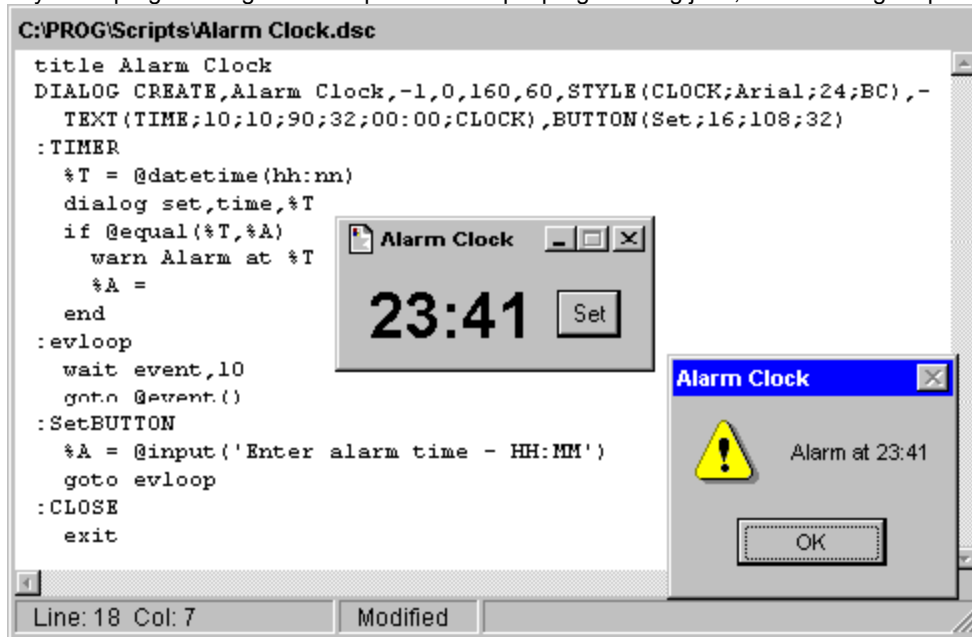 C:\PROG\Scripts\Alarm Clock.dsc
title Alarm Clock
DIALOG CREATE,Alarm Clock,-1,0,160,60,STYLE(CLOCK;Arial;24;BC),-
TEXT(TIME;10;10;90;32;00:00;CLOCK),BUTTON(Set;16;108;32)
:TIMER
%T = @datetime(hh:nn)
dialog set,time,%T
if @equal(%T,%A)
warn Alarm at %T
%A =
end
:evloop
wait event,10
goto @event()
:SetBUTTON
%A = @input('Enter alarm time - HH:MM')
goto evloop
:CLOSE
exit
Alarm Clock
23:41
Set
Alarm Clock
Alarm at 23:41
OK
Line: 18 Col: 7
Modified